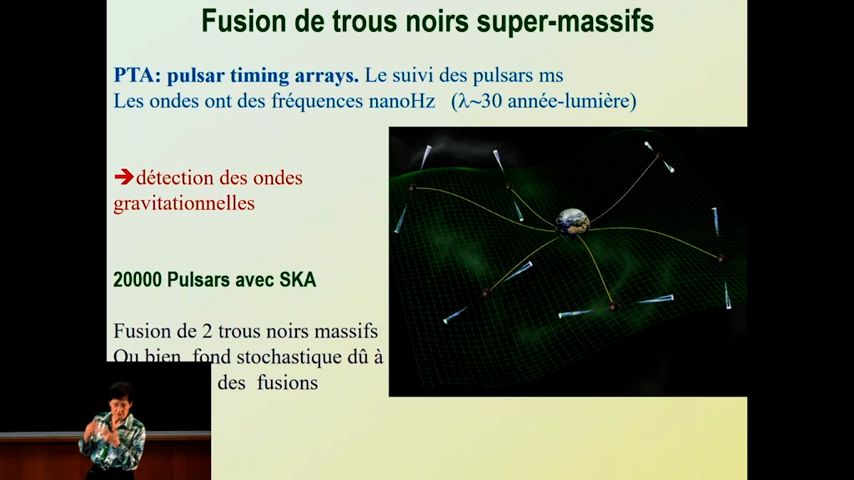 Fusion de trous noirs super-massifs
PTA: pulsar timing arrays. Le suivi des pulsars ms
Les ondes ont des fréquences nanoHz (λ~30 année-lumière)
➔détection des ondes
gravitationnelles
20000 Pulsars avec SKA
Fusion de 2 trous noirs massifs
Ou bien fond stochastique dû à
des fusions